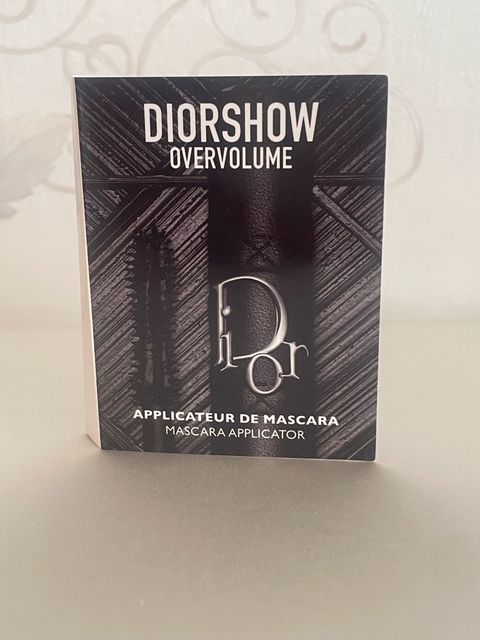 DIORSHOW
OVERVOLUME
Dior
APPLICATEUR DE MASCARA
MASCARA APPLICATOR